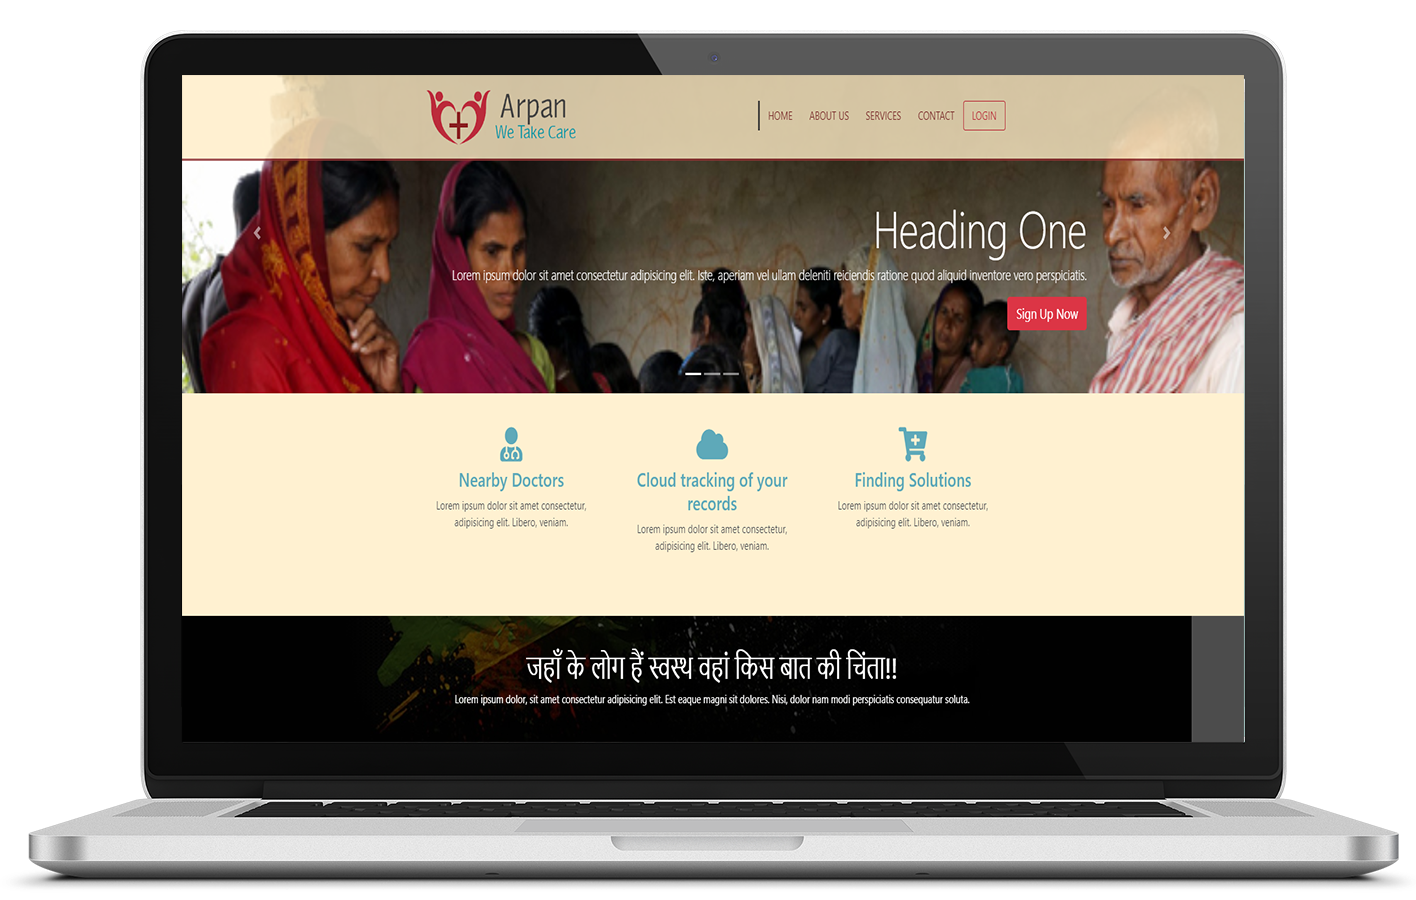 Arpan
We Take Care
HOME ABOUT US SERVICES CONTACT LOGIN
Heading One
Lorem ipsum dolor sit amet consectetur adipisicing elit. Iste, aperiam vel ullam deleniti reiciendis ratione quod aliquid inventore vero perspiciatis.
Sign Up Now
Nearby Doctors
Lorem ipsum dolor sit amet consectetur,
adipisicing elit. Libero, veniam.
Cloud tracking of your
records
Lorem ipsum dolor sit amet consectetur,
adipisicing elit. Libero, veniam.
Finding Solutions
Lorem ipsum dolor sit amet consectetur,
adipisicing elit. Libero, veniam.
जहाँ के लोग हैं स्वस्थ वहां किस बात की चिंता!!
Lorem ipsum dolor, sit amet consectetur adipisicing elit. Est eaque magni sit dolores. Nisi, dolor nam modi perspiciatis consequatur soluta.